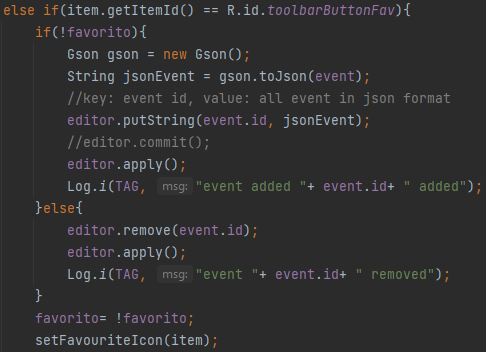 else if(item.getItemId() == R.id.toolbarButtonFav){
if(!favorito){
Gson gson = new Gson();
String jsonEvent = gson.toJson(event);
//key: event id, value: all event in json format
editor.putString(event.id, jsonEvent);
//editor.commit();
editor.apply();
Log.i(TAG, msg: "event added "+ event.id+ " added");
}else{
editor.remove(event.id);
editor.apply();
Log.i(TAG, msg: "event "+ event.id+ " removed");
}
favorito= !favorito;
setFavouriteIcon(item);